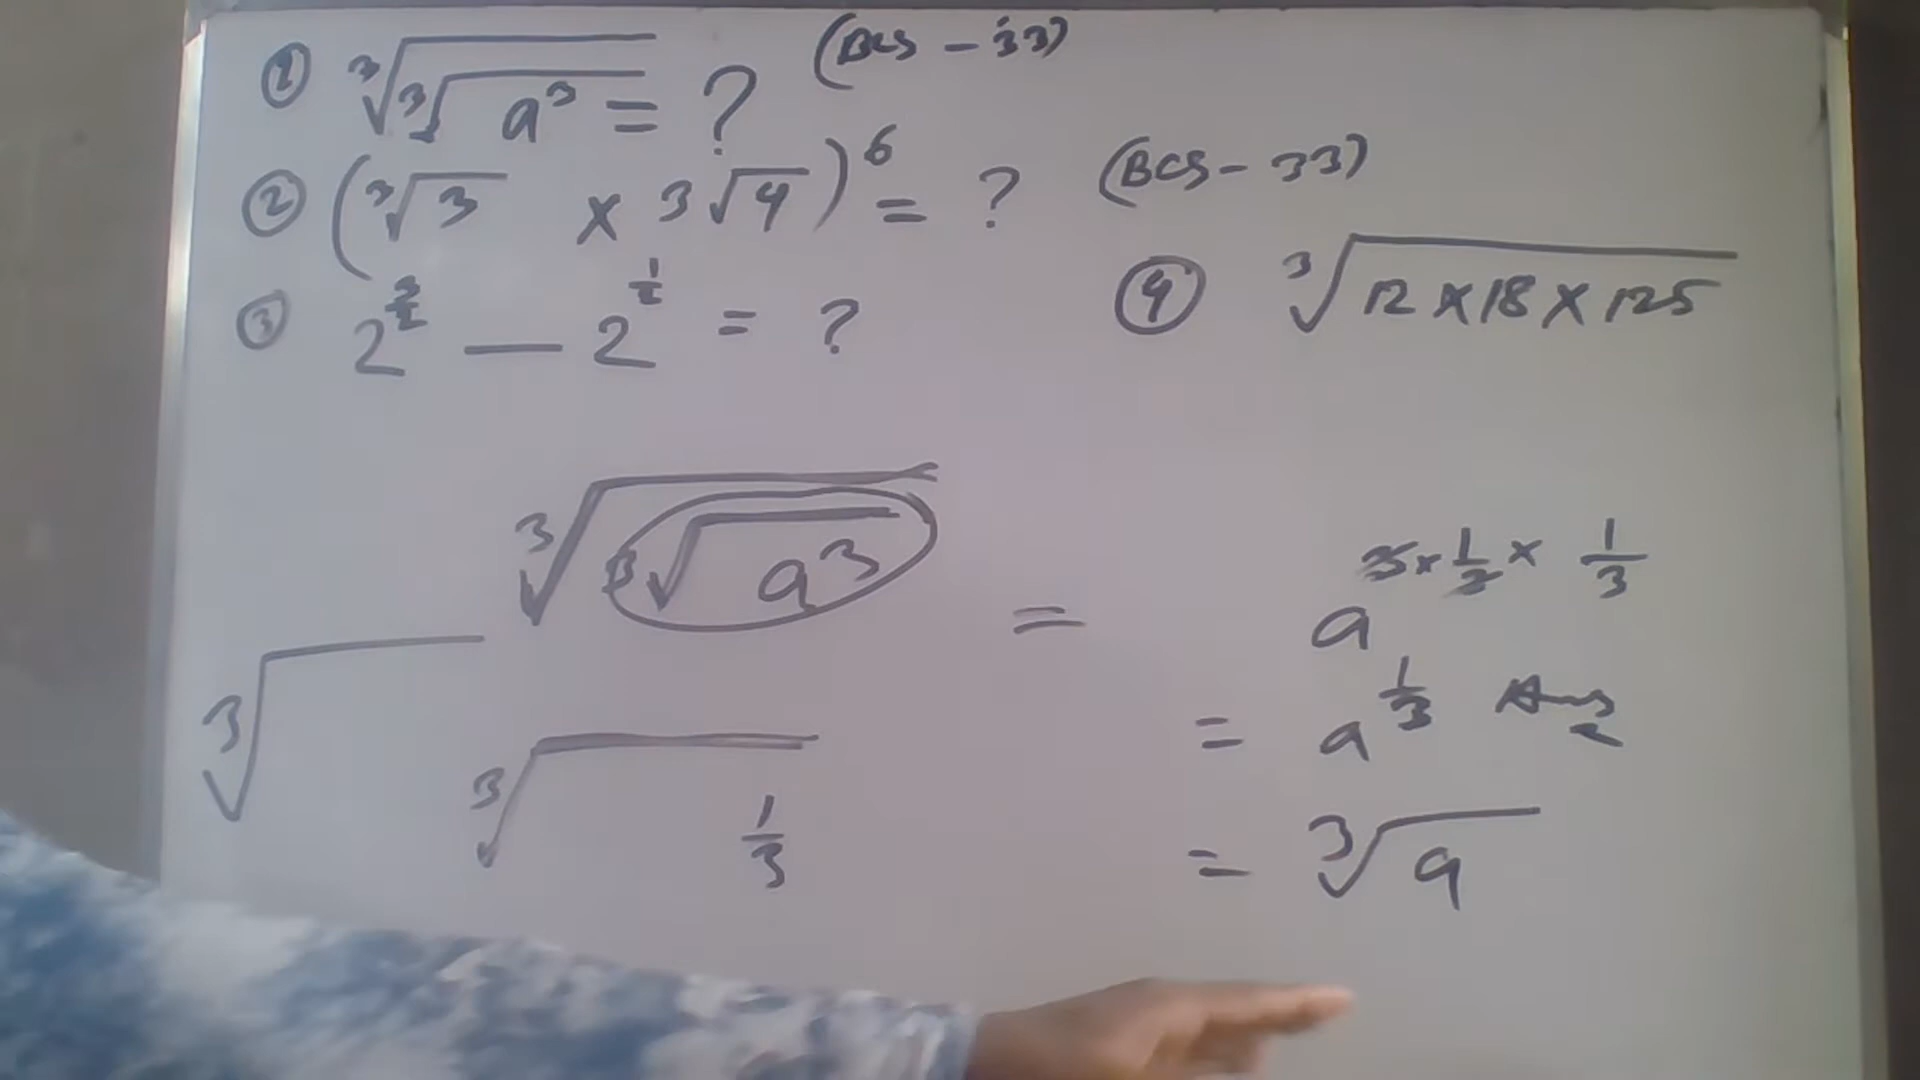 ① ∛(∛(a³)) = ? (BCS - 33)
② (∛3 × 3√4)⁶ = ? (BCS - 33)
③ 2^(3/2) — 2^(1/2) = ?
④ ∛(12 × 18 × 125)
∛(∛(a³)) = a^(3 × 1/3 × 1/3)
= a^(1/3) Ans
= ∛a
∛
∛ 1/3